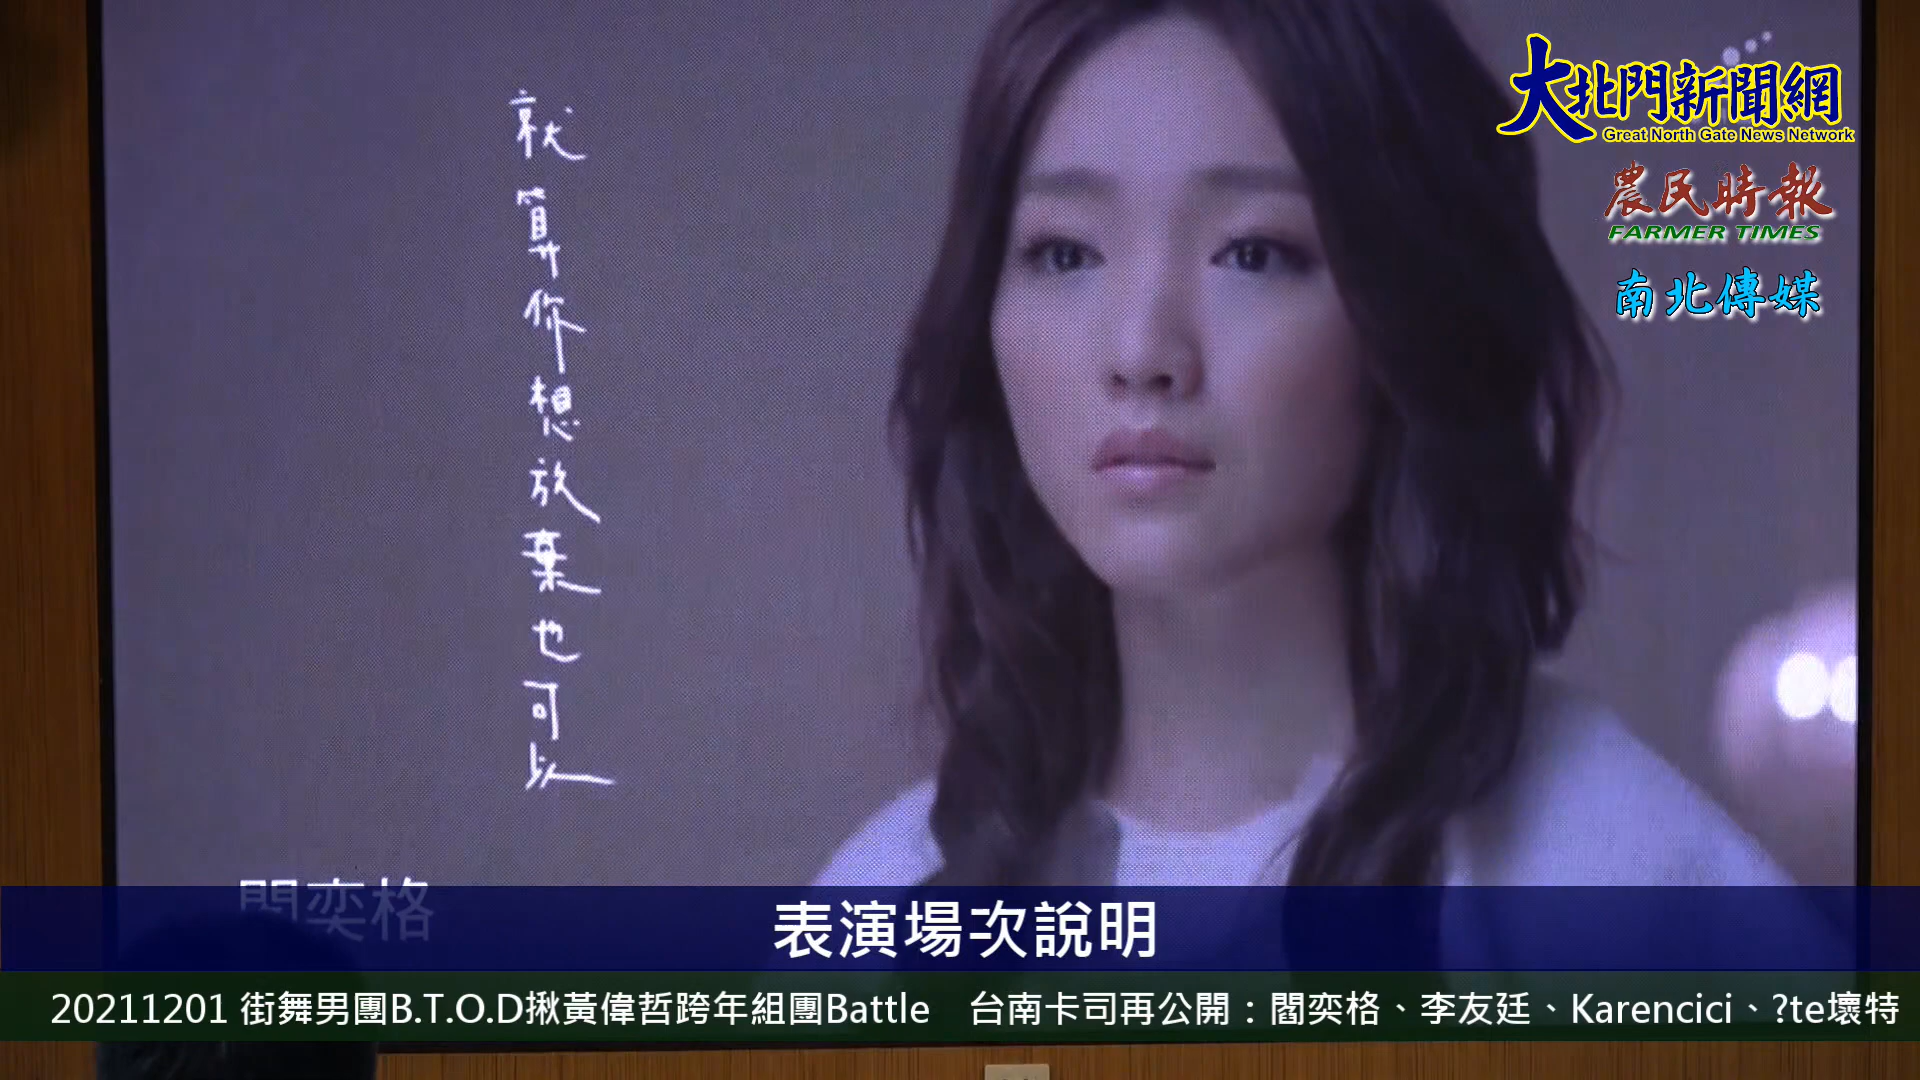 大北門新聞網
Great North Gate News Network
農民時報
FARMER TIMES
南北傳媒
就算你想放棄也可以
閻奕格
表演場次說明
20211201 街舞男團B.T.O.D揪黃偉哲跨年組團Battle 台南卡司再公開：閻奕格、李友廷、Karencici、?te壞特